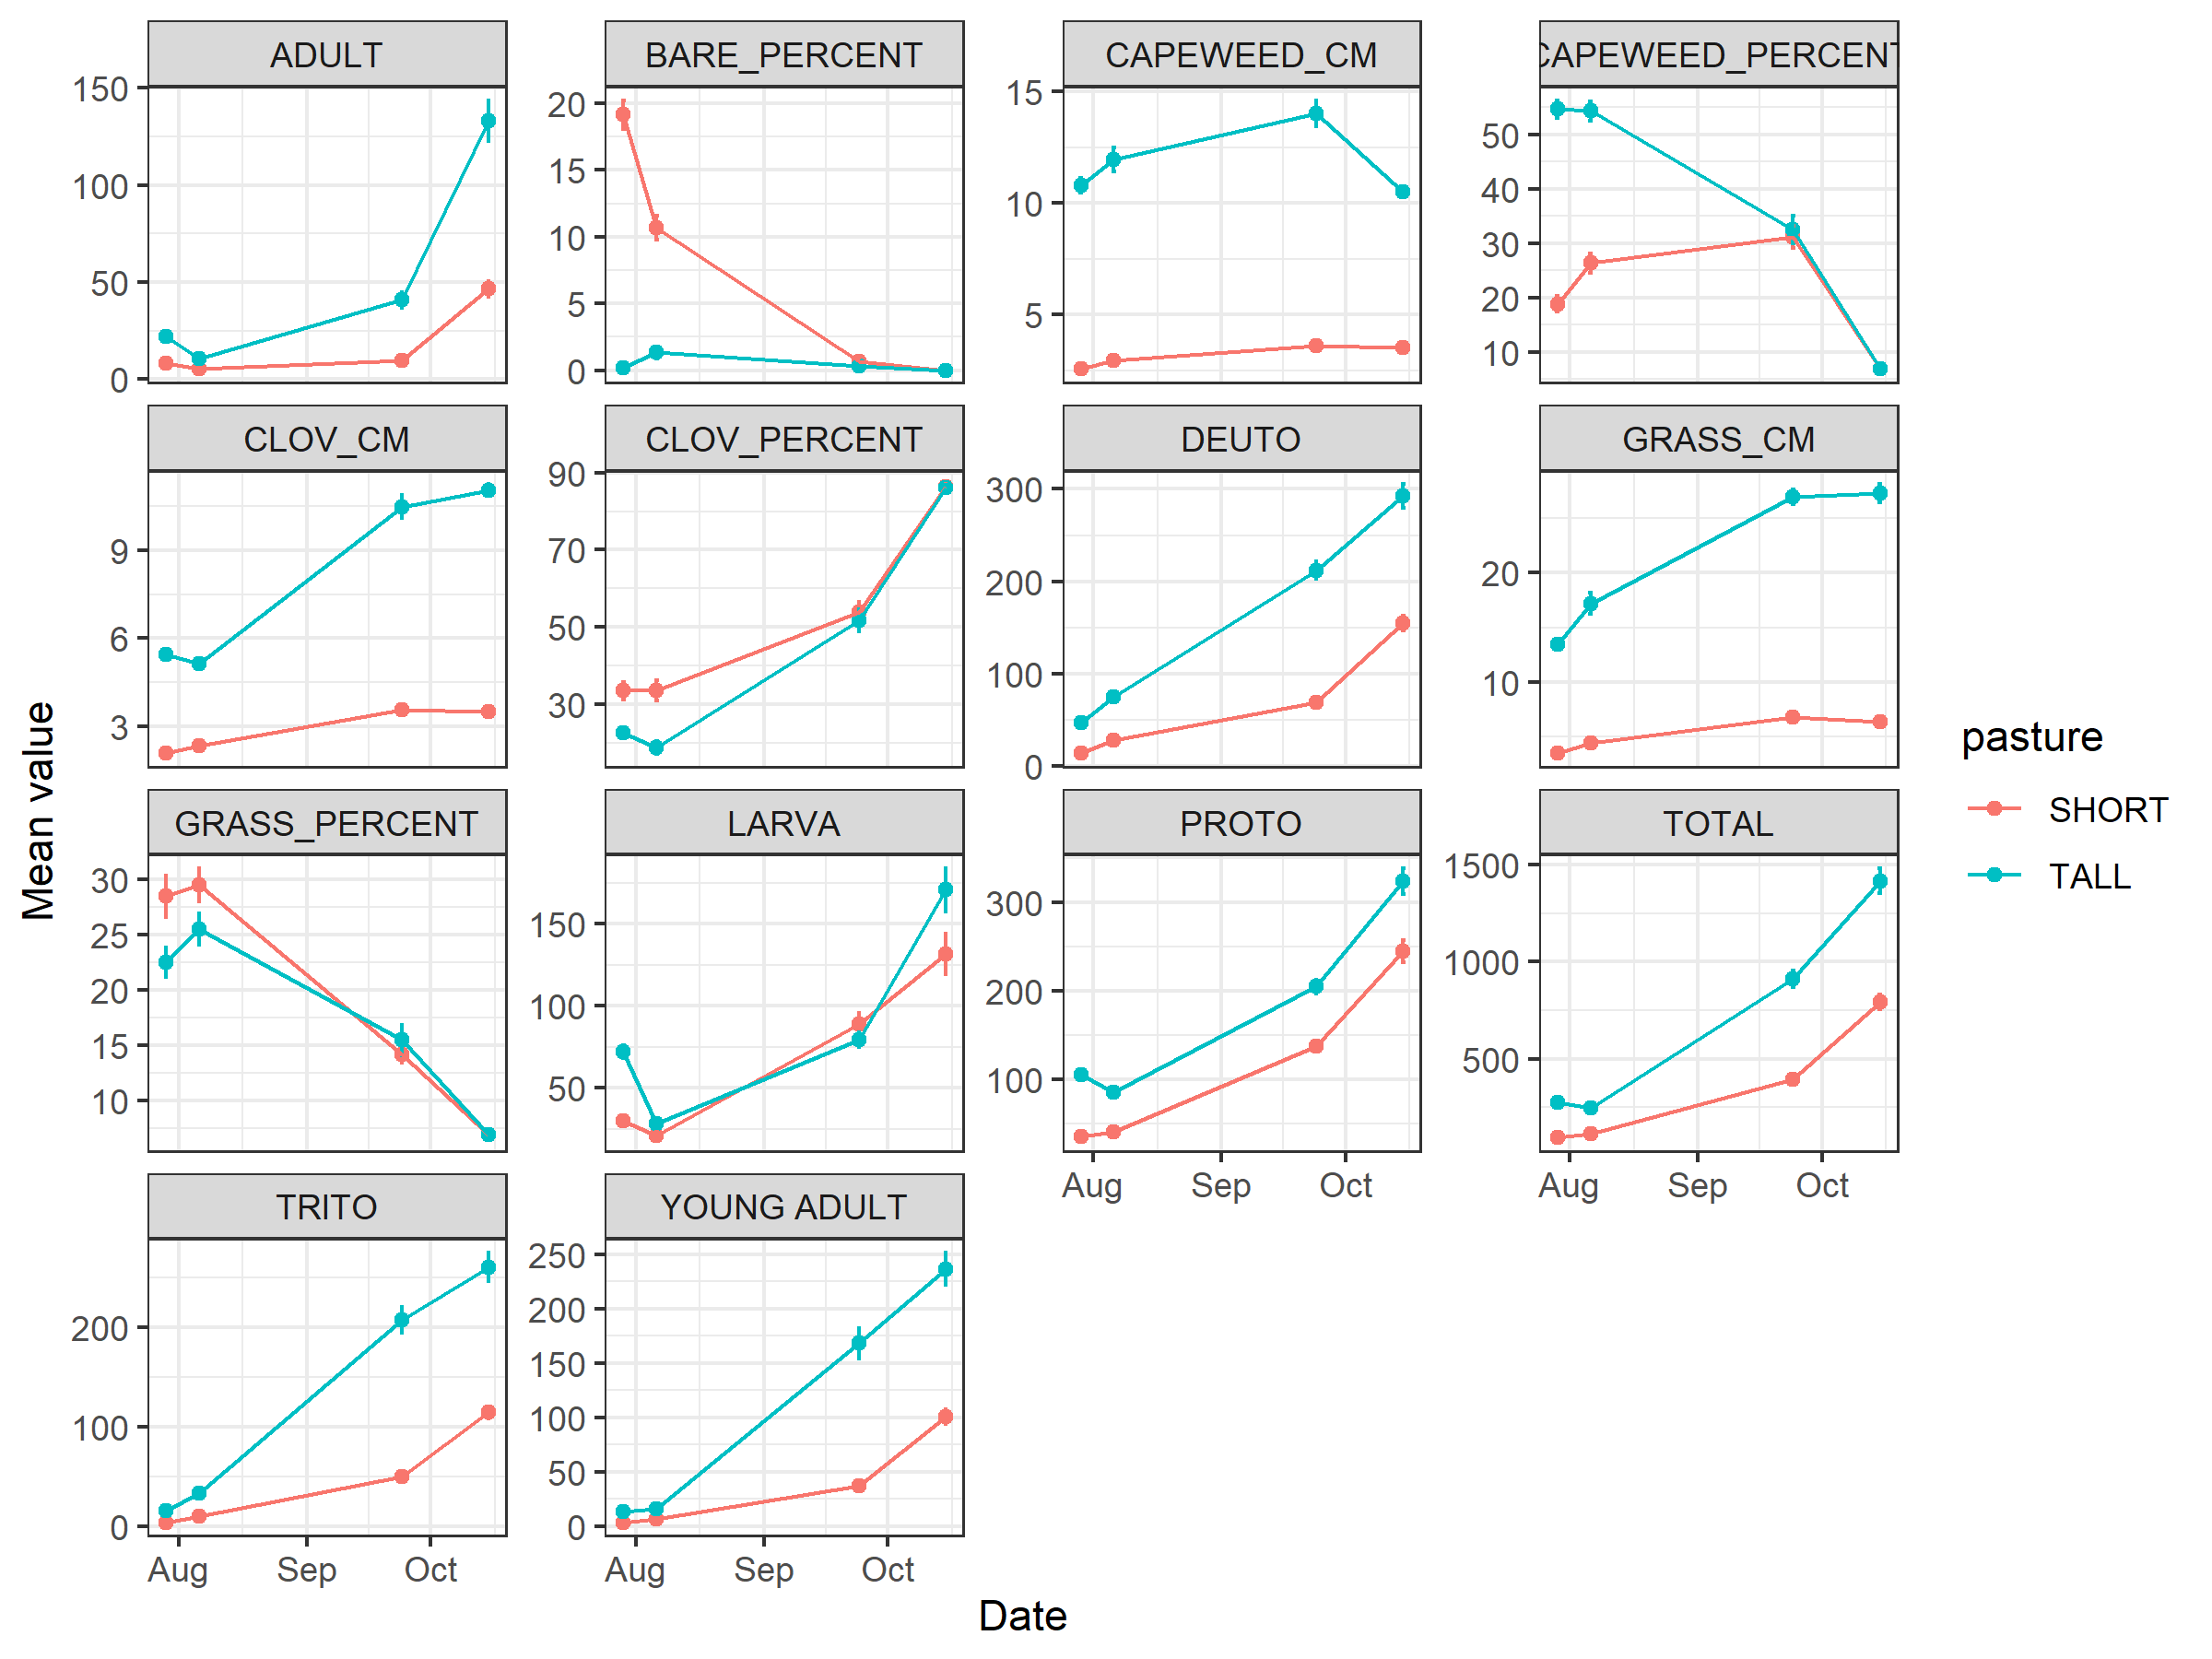 ADULT
BARE_PERCENT
CAPEWEED_CM
CAPEWEED_PERCENT
150
100
50
0
20
15
10
5
0
15
10
5
50
40
30
20
10
CLOV_CM
CLOV_PERCENT
DEUTO
GRASS_CM
9
6
3
90
70
50
30
300
200
100
0
20
10
GRASS_PERCENT
LARVA
PROTO
TOTAL
30
25
20
15
10
150
100
50
300
200
100
1500
1000
500
Aug Sep Oct
Aug Sep Oct
TRITO
YOUNG ADULT
200
100
0
250
200
150
100
50
0
Aug Sep Oct
Aug Sep Oct
Date
Mean value
pasture
SHORT
TALL